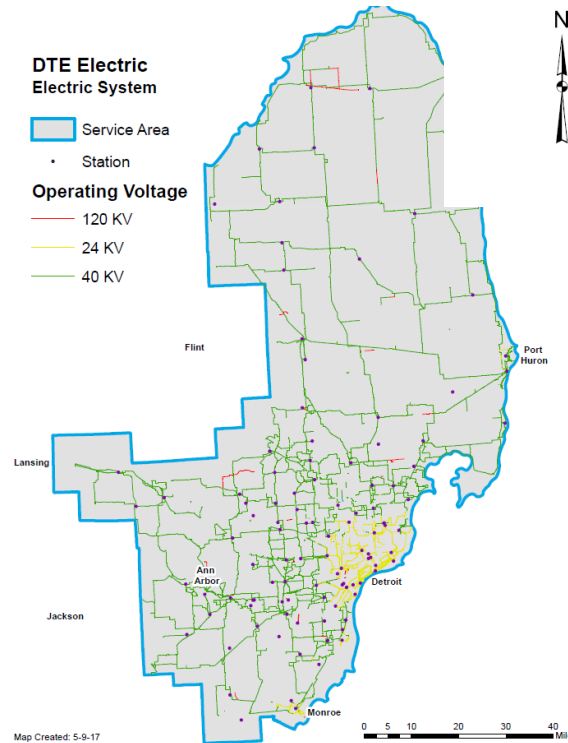 N
DTE Electric
Electric System
Service Area
Station
Operating Voltage
120 KV
24 KV
40 KV
Flint
Port
Huron
Lansing
Ann
Arbor
Detroit
Jackson
Monroe
0 5 10 20 30 40
Mil
Map Created: 5-9-17